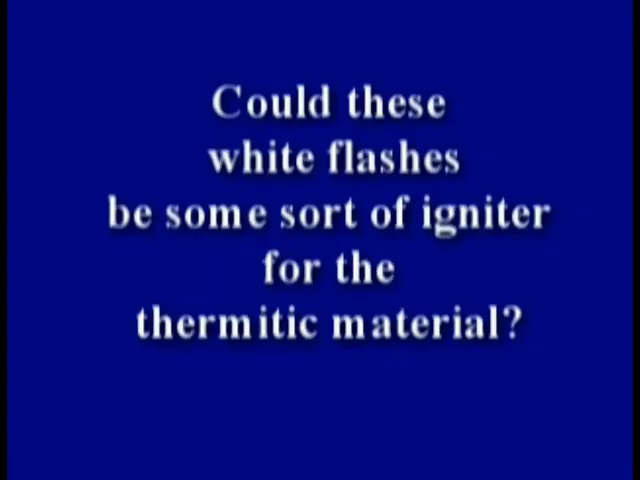 Could these
white flashes
be some sort of igniter
for the
thermitic material?